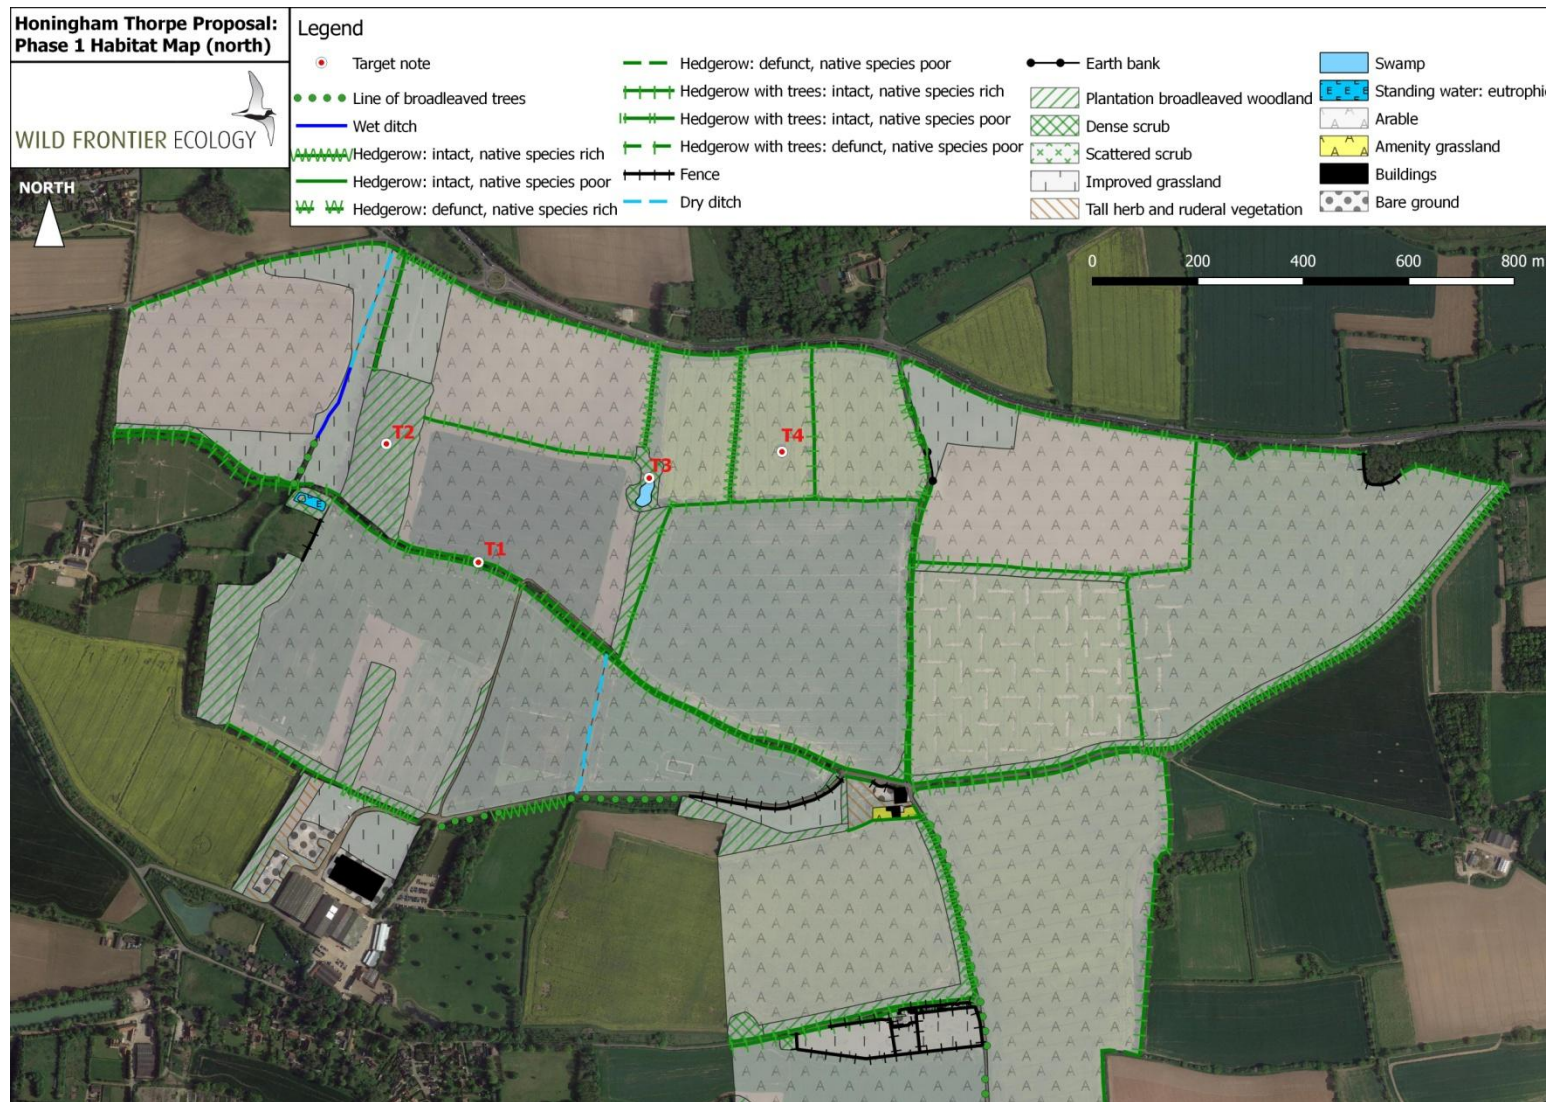 Honingham Thorpe Proposal:
Phase 1 Habitat Map (north)
WILD FRONTIER ECOLOGY
NORTH
Legend
Target note
Line of broadleaved trees
Wet ditch
Hedgerow: intact, native species rich
Hedgerow: intact, native species poor
Hedgerow: defunct, native species rich
Hedgerow: defunct, native species poor
Hedgerow with trees: intact, native species rich
Hedgerow with trees: intact, native species poor
Hedgerow with trees: defunct, native species poor
Fence
Dry ditch
Earth bank
Plantation broadleaved woodland
Dense scrub
Scattered scrub
Improved grassland
Tall herb and ruderal vegetation
Swamp
Standing water: eutrophi
Arable
Amenity grassland
Buildings
Bare ground
0 200 400 600 800 m
T2
T4
T3
T1